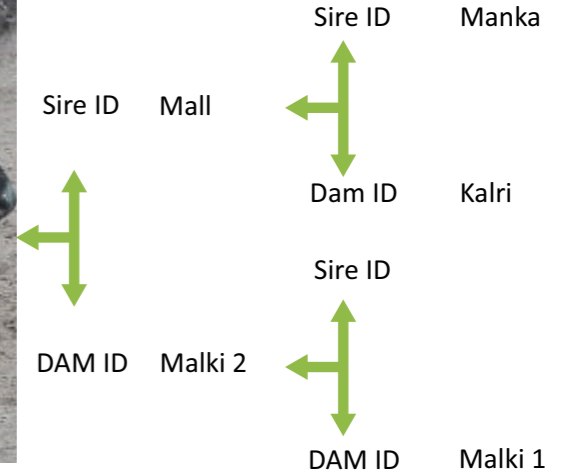 Sire ID Manka
Sire ID Mall
Dam ID Kalri
Sire ID
DAM ID Malki 2
DAM ID Malki 1